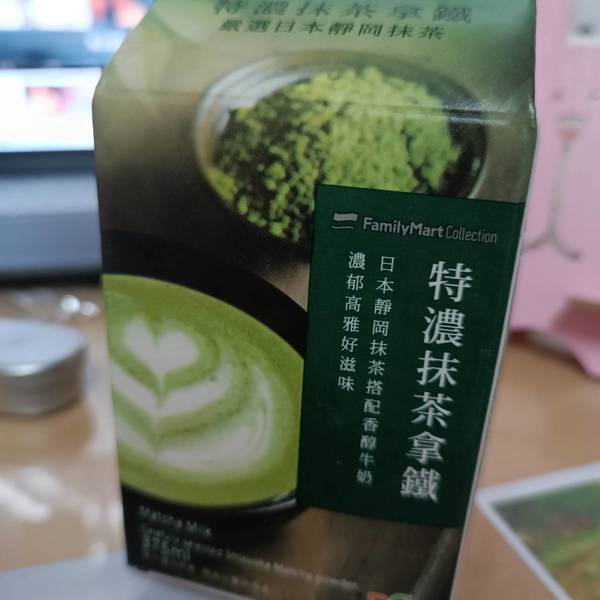 特濃抹茶拿鐵
嚴選日本靜岡抹茶
FamilyMart Collection
特濃抹茶拿鐵
日本靜岡抹茶搭配香醇牛奶
濃郁高雅好滋味
Matcha Milk
Matcha powder.